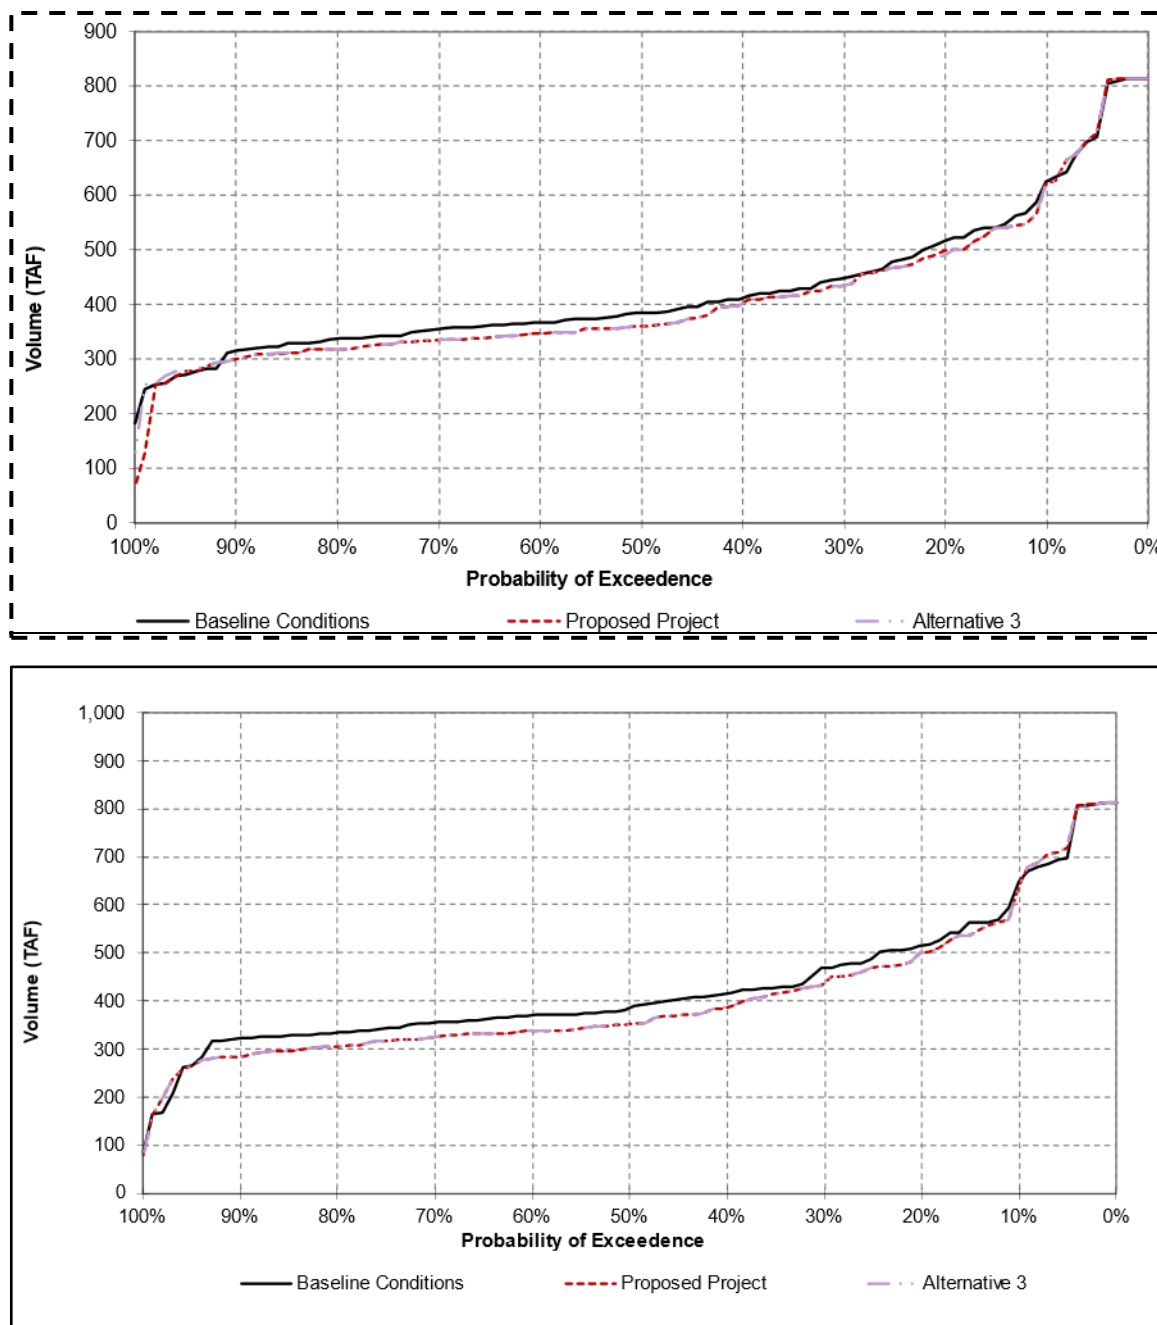 900
800
700
600
500
400
300
200
100
0
Volume (TAF)
100% 90% 80% 70% 60% 50% 40% 30% 20% 10% 0%
Probability of Exceedence
Baseline Conditions Proposed Project Alternative 3
1,000
900
800
700
600
500
400
300
200
100
0
Volume (TAF)
100% 90% 80% 70% 60% 50% 40% 30% 20% 10% 0%
Probability of Exceedence
Baseline Conditions Proposed Project Alternative 3